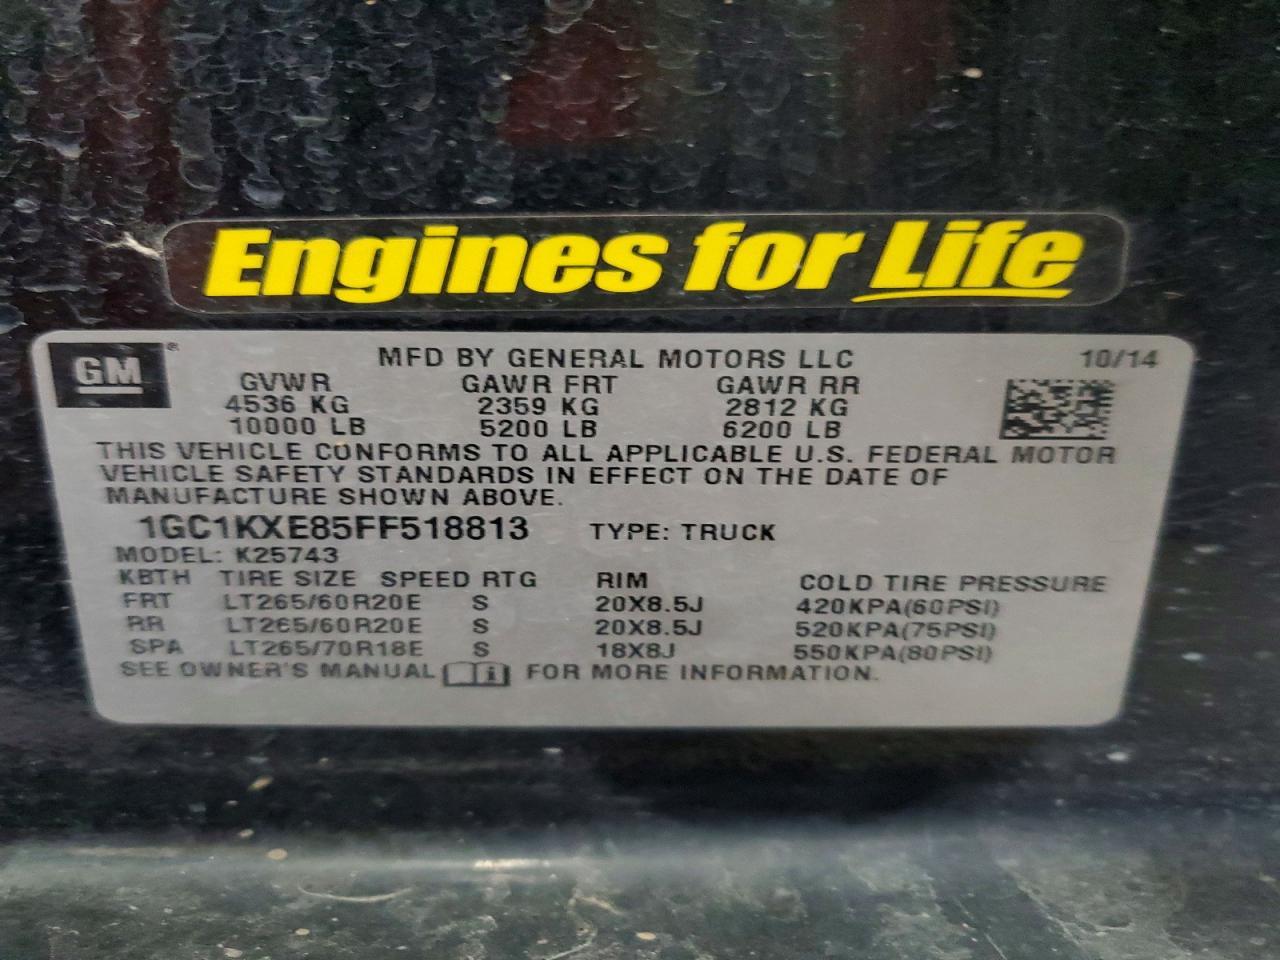 Engines for Life
GM® MFD BY GENERAL MOTORS LLC 10/14
GVWR GAWR FRT GAWR RR
4536 KG 2359 KG 2812 KG
10000 LB 5200 LB 6200 LB
THIS VEHICLE CONFORMS TO ALL APPLICABLE U.S. FEDERAL MOTOR
VEHICLE SAFETY STANDARDS IN EFFECT ON THE DATE OF
MANUFACTURE SHOWN ABOVE.
1GC1KXE85FF518813 TYPE: TRUCK
MODEL: K25743
KBTH TIRE SIZE SPEED RTG RIM COLD TIRE PRESSURE
FRT LT265/60R20E S 20X8.5J 420KPA(60PSI)
RR LT265/60R20E S 20X8.5J 520KPA(75PSI)
SPA LT265/70R18E S 18X8J 550KPA(80PSI)
SEE OWNER'S MANUAL i FOR MORE INFORMATION.